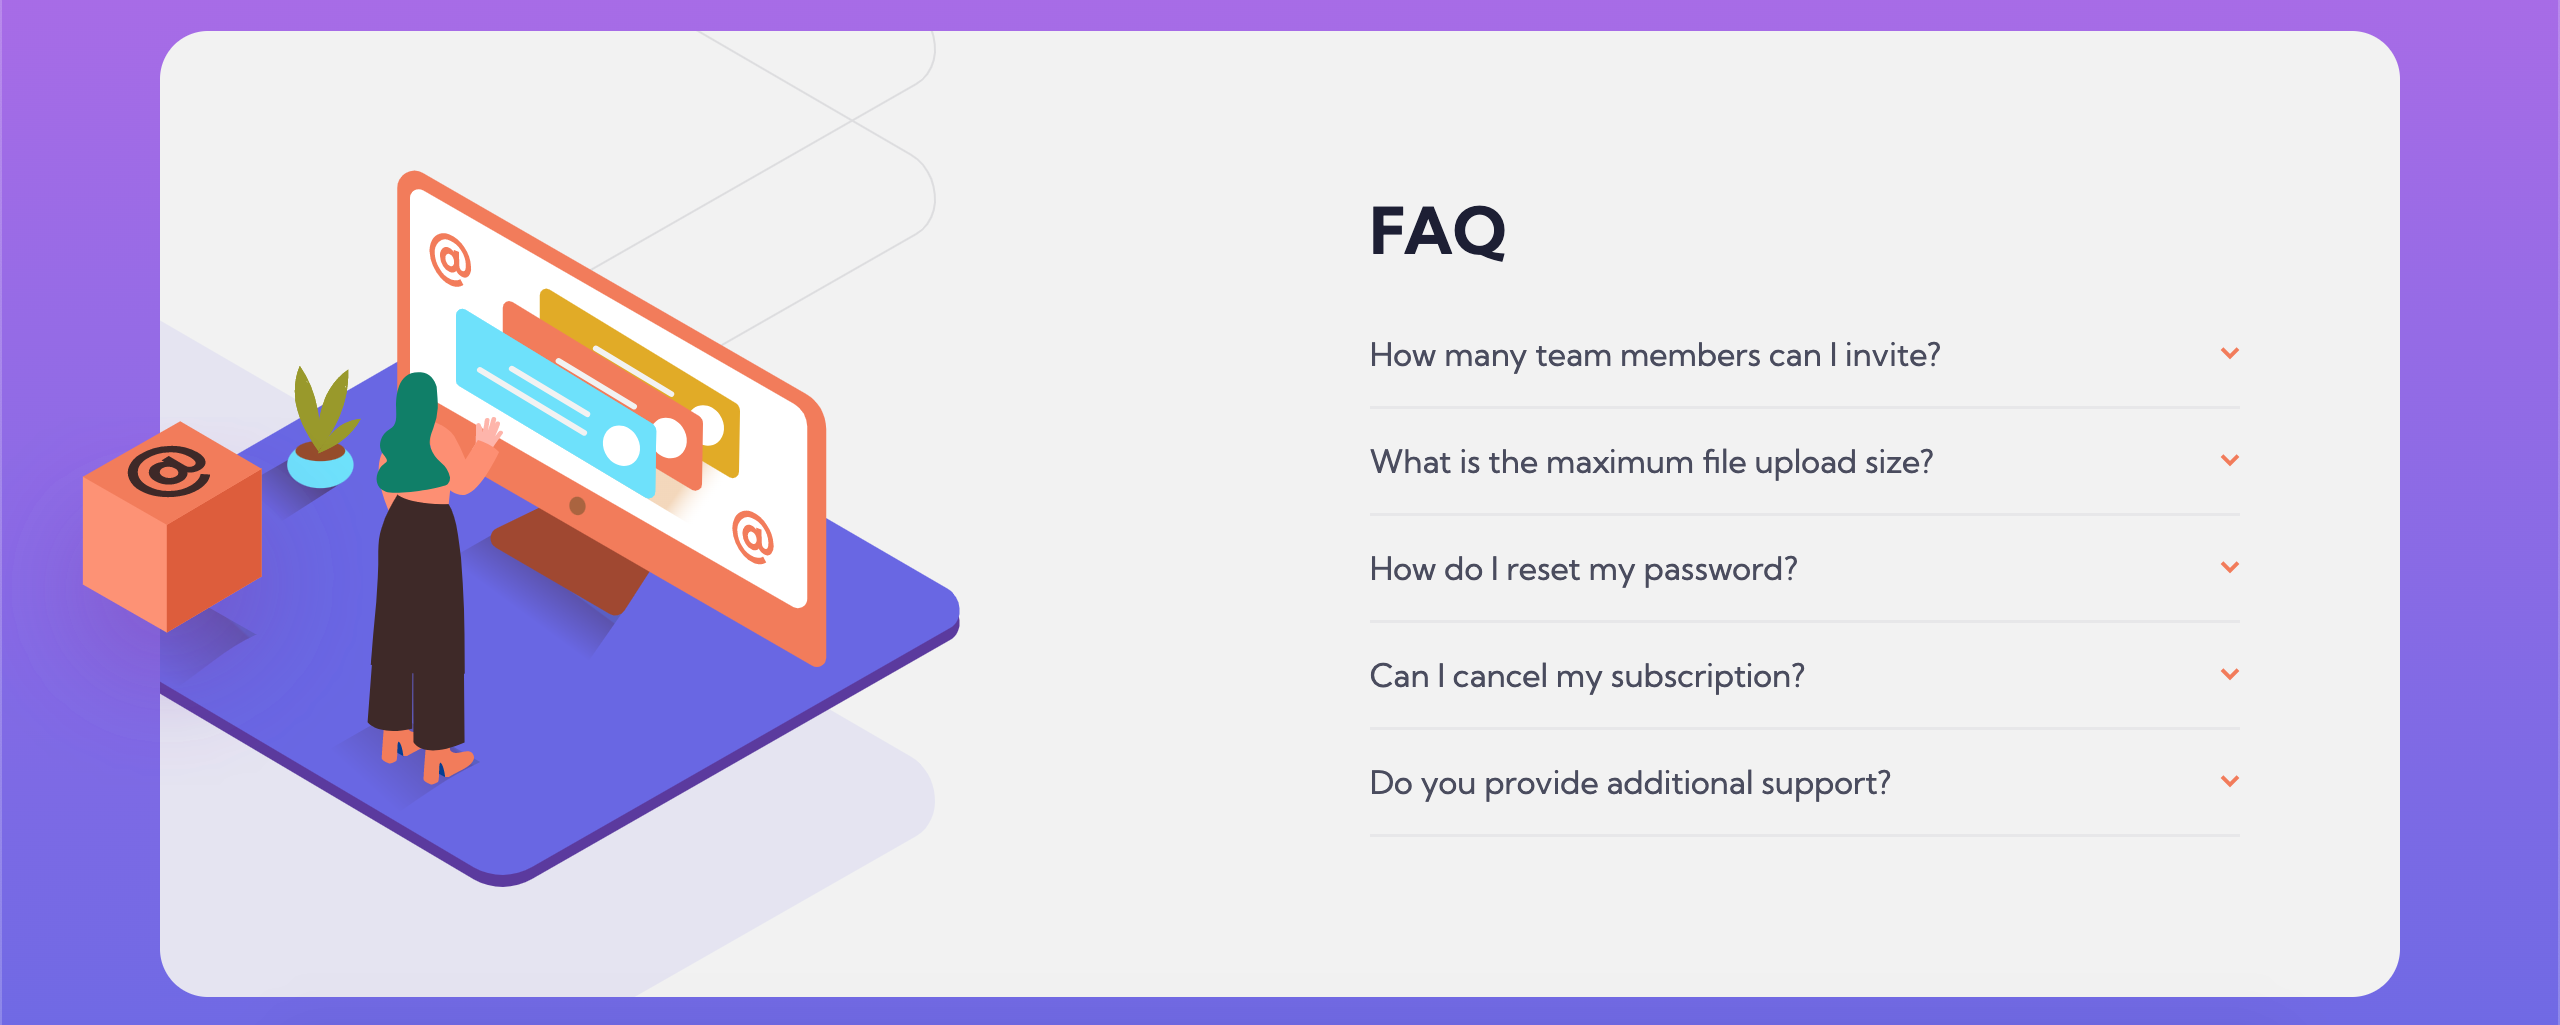 @
FAQ
@
How many team members can I invite?
What is the maximum file upload size?
@
How do I reset my password?
Can I cancel my subscription?
Do you provide additional support?